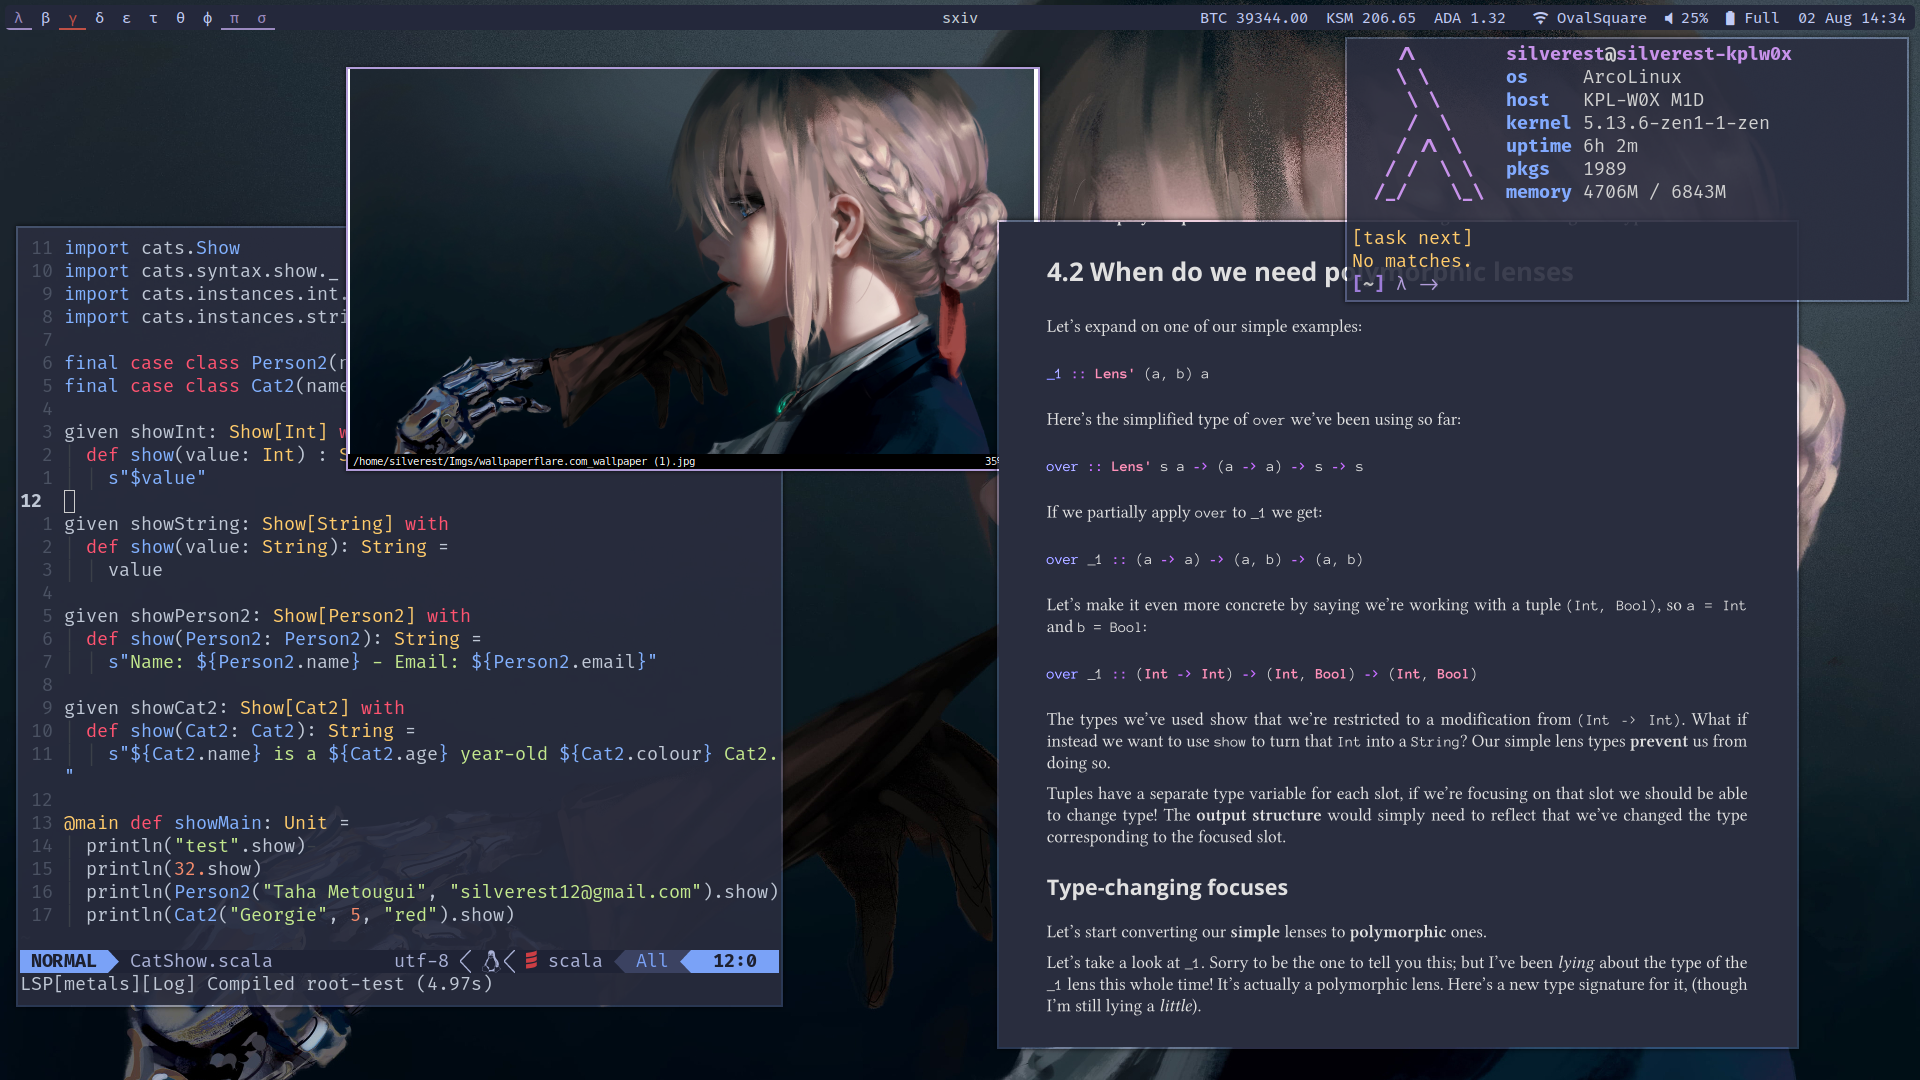 λ β γ δ ε τ θ ϕ π σ
sxiv
BTC 39344.00 KSM 206.65 ADA 1.32 OvalSquare 25% Full 02 Aug 14:34
silverest@silverest-kplw0x
os ArcoLinux
host KPL-W0X M1D
kernel 5.13.6-zen1-1-zen
uptime 6h 2m
pkgs 1989
memory 4706M / 6843M
[task next]
No matches.
[~] λ →
/home/silverest/Imgs/wallpaperflare.com_wallpaper (1).jpg
11 import cats.Show
10 import cats.syntax.show._
9 import cats.instances.int.
8 import cats.instances.stri
7
6 final case class Person2(
5 final case class Cat2(name
4
3 given showInt: Show[Int]
2 def show(value: Int) :
1 s"$value"
12
1 given showString: Show[String] with
2 def show(value: String): String =
3 value
4
5 given showPerson2: Show[Person2] with
6 def show(Person2: Person2): String =
7 s"Name: ${Person2.name} - Email: ${Person2.email}"
8
9 given showCat2: Show[Cat2] with
10 def show(Cat2: Cat2): String =
11 s"${Cat2.name} is a ${Cat2.age} year-old ${Cat2.colour} Cat2.
"
12
13 @main def showMain: Unit =
14 println("test".show)
15 println(32.show)
16 println(Person2("Taha Metougui", "silverest12@gmail.com").show)
17 println(Cat2("Georgie", 5, "red").show)
NORMAL CatShow.scala utf-8 scala All 12:0
LSP[metals][Log] Compiled root-test (4.97s)
4.2 When do we need polymorphic lenses
Let's expand on one of our simple examples:
_1 :: Lens' (a, b) a
Here's the simplified type of over we've been using so far:
over :: Lens' s a -> (a -> a) -> s -> s
If we partially apply over to _1 we get:
over _1 :: (a -> a) -> (a, b) -> (a, b)
Let's make it even more concrete by saying we're working with a tuple (Int, Bool), so a = Int
and b = Bool:
over _1 :: (Int -> Int) -> (Int, Bool) -> (Int, Bool)
The types we've used show that we're restricted to a modification from (Int -> Int). What if
instead we want to use show to turn that Int into a String? Our simple lens types prevent us from
doing so.
Tuples have a separate type variable for each slot, if we're focusing on that slot we should be able
to change type! The output structure would simply need to reflect that we've changed the type
corresponding to the focused slot.
Type-changing focuses
Let's start converting our simple lenses to polymorphic ones.
Let's take a look at _1. Sorry to be the one to tell you this; but I've been lying about the type of the
_1 lens this whole time! It's actually a polymorphic lens. Here's a new type signature for it, (though
I'm still lying a little).